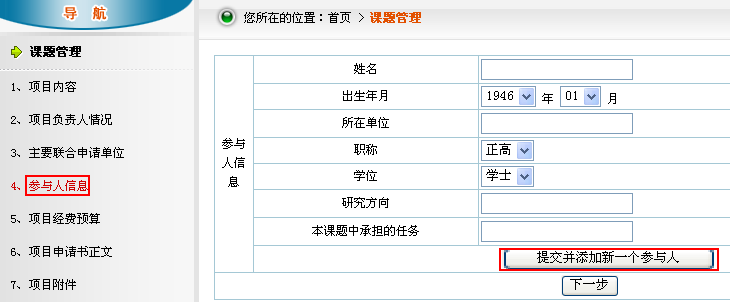 导 航
课题管理
1、项目内容
2、项目负责人情况
3、主要联合申请单位
4、参与人信息
5、项目经费预算
6、项目申请书正文
7、项目附件
您所在的位置：首页 > 课题管理
参与
人信
息
姓名
出生年月 1946 年 01 月
所在单位
职称 正高
学位 学士
研究方向
本课题中承担的任务
提交并添加新一个参与人
下一步